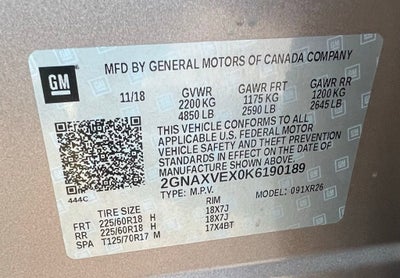 MFD BY GENERAL MOTORS OF CANADA COMPANY
GM
11/18 GVWR GAWR FRT GAWR RR
2200 KG 1175 KG 1200 KG
4850 LB 2590 LB 2645 LB
THIS VEHICLE CONFORMS TO ALL
APPLICABLE U.S. FEDERAL MOTOR
VEHICLE SAFETY AND THEFT PREVENTION
STANDARDS IN EFFECT ON THE DATE OF
MANUFACTURE SHOWN ABOVE.
2GNAXVEX0K6190189
TYPE: M.P.V. MODEL: 091XR26
444C
TIRE SIZE RIM
FRT 225/60R18 H 18X7J
RR 225/60R18 H 18X7J
SPA T125/70R17 M 17X4BT